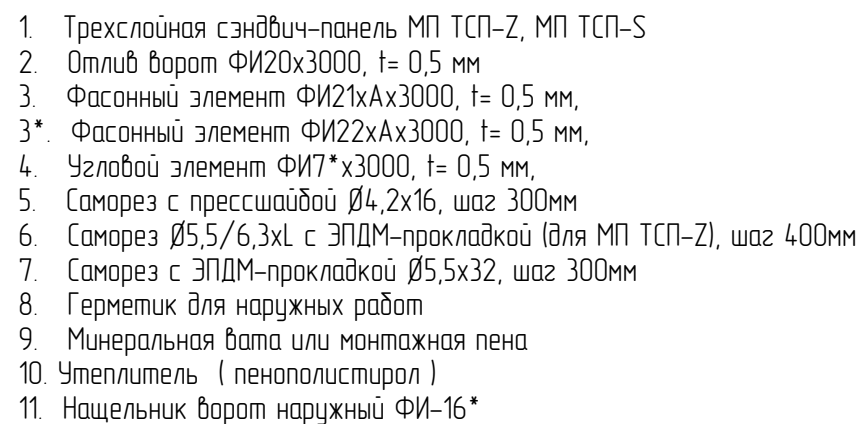 1. Трехслойная сэндвич-панель МП ТСП-Z, МП ТСП-S
2. Отлив ворот ФИ20х3000, t= 0,5 мм
3. Фасонный элемент ФИ21хАх3000, t= 0,5 мм,
3*. Фасонный элемент ФИ22хАх3000, t= 0,5 мм,
4. Угловой элемент ФИ7*х3000, t= 0,5 мм,
5. Саморез с прессшайбой Ø4,2х16, шаг 300мм
6. Саморез Ø5,5/6,3хL с ЭПДМ-прокладкой (для МП ТСП-Z), шаг 400мм
7. Саморез с ЭПДМ-прокладкой Ø5,5х32, шаг 300мм
8. Герметик для наружных работ
9. Минеральная вата или монтажная пена
10. Утеплитель ( пенополистирол )
11. Нащельник ворот наружный ФИ-16*